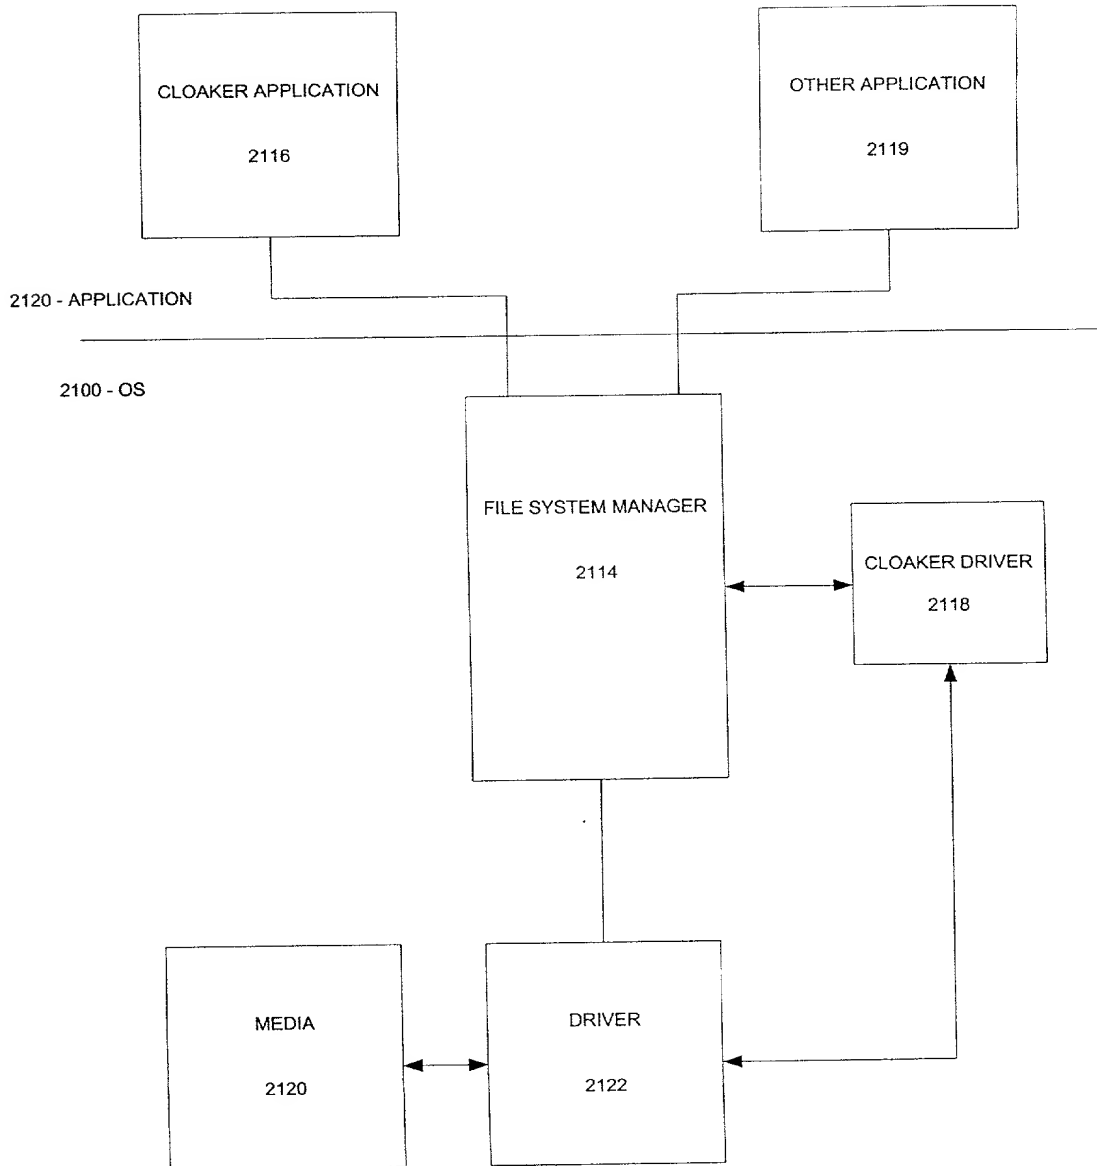 CLOAKER APPLICATION
2116
OTHER APPLICATION
2119
2120 - APPLICATION
2100 - OS
FILE SYSTEM MANAGER
2114
CLOAKER DRIVER
2118
MEDIA
2120
DRIVER
2122